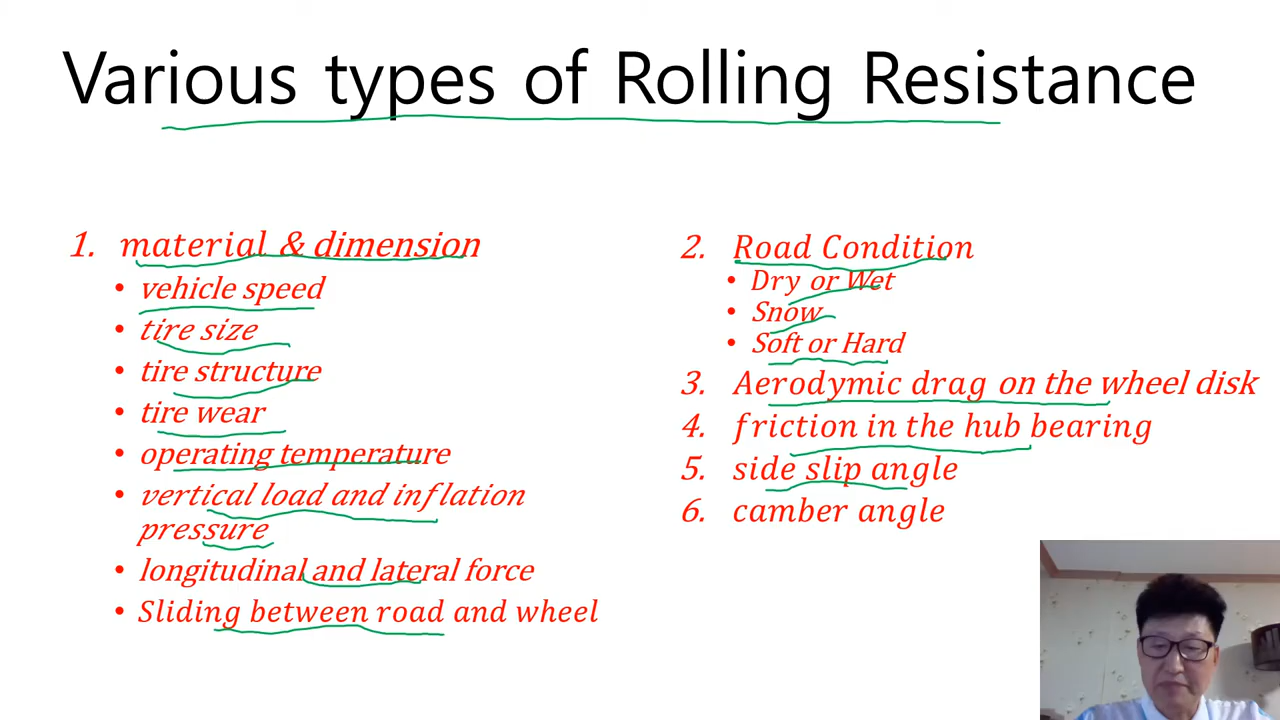 Various types of Rolling Resistance
1. material & dimension
• vehicle speed
• tire size
• tire structure
• tire wear
• operating temperature
• vertical load and inflation
pressure
• longitudinal and lateral force
• Sliding between road and wheel
2. Road Condition
• Dry or Wet
• Snow
• Soft or Hard
3. Aerodymic drag on the wheel disk
4. friction in the hub bearing
5. side slip angle
6. camber angle